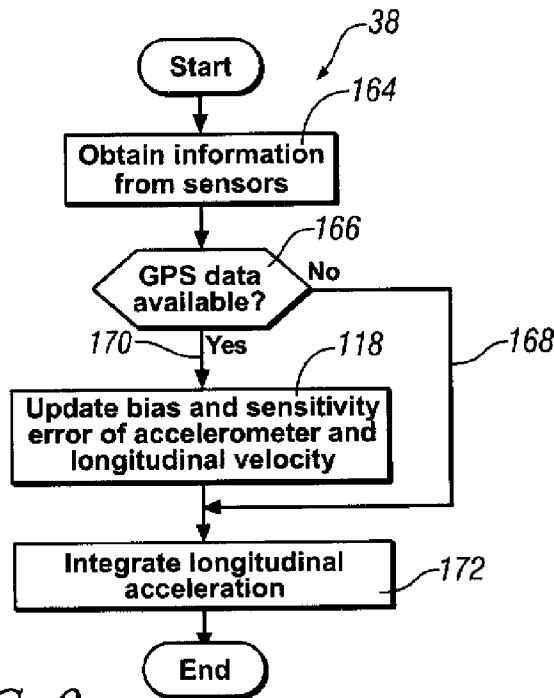 38
Start
164
Obtain information
from sensors
166
GPS data
available?
No
170
Yes
168
118
Update bias and sensitivity
error of accelerometer and
longitudinal velocity
Integrate longitudinal
acceleration
172
End